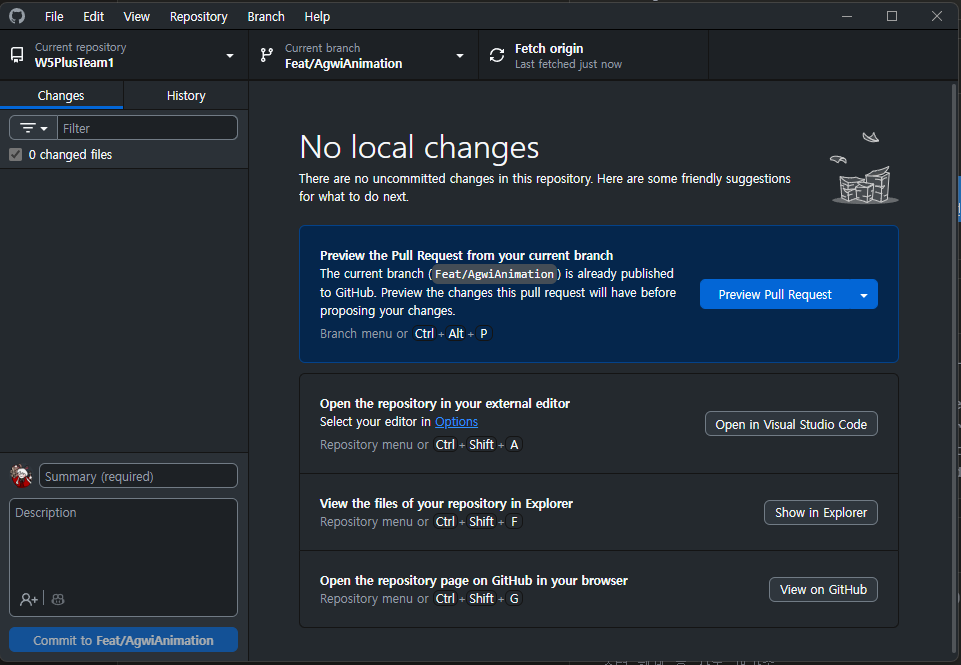 File Edit View Repository Branch Help
Current repository
W5PlusTeam1
Current branch
Feat/AgwiAnimation
Fetch origin
Last fetched just now
Changes History
Filter
0 changed files
No local changes
There are no uncommitted changes in this repository. Here are some friendly suggestions
for what to do next.
Preview the Pull Request from your current branch
The current branch (Feat/AgwiAnimation) is already published
to GitHub. Preview the changes this pull request will have before
proposing your changes.
Branch menu or Ctrl + Alt + P
Preview Pull Request
Open the repository in your external editor
Select your editor in Options
Repository menu or Ctrl + Shift + A
Open in Visual Studio Code
View the files of your repository in Explorer
Repository menu or Ctrl + Shift + F
Show in Explorer
Open the repository page on GitHub in your browser
Repository menu or Ctrl + Shift + G
View on GitHub
Summary (required)
Description
Commit to Feat/AgwiAnimation